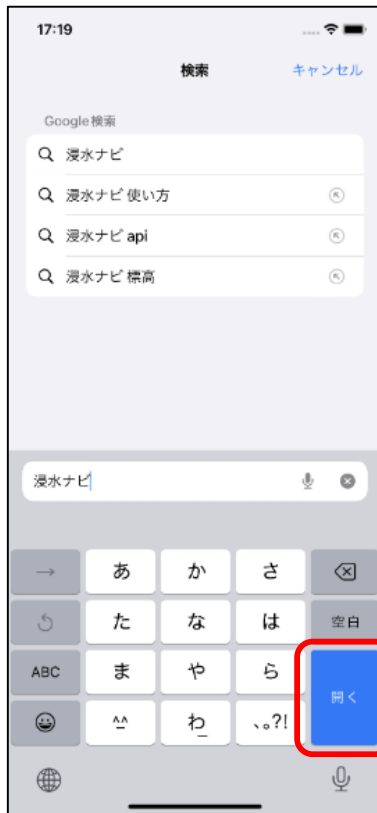 17:19
検索 キャンセル
Google検索
浸水ナビ
浸水ナビ 使い方
浸水ナビ api
浸水ナビ 標高
浸水ナビ
→ あ か さ
た な は 空白
ABC ま や ら 開く
^^ わ 、。?!